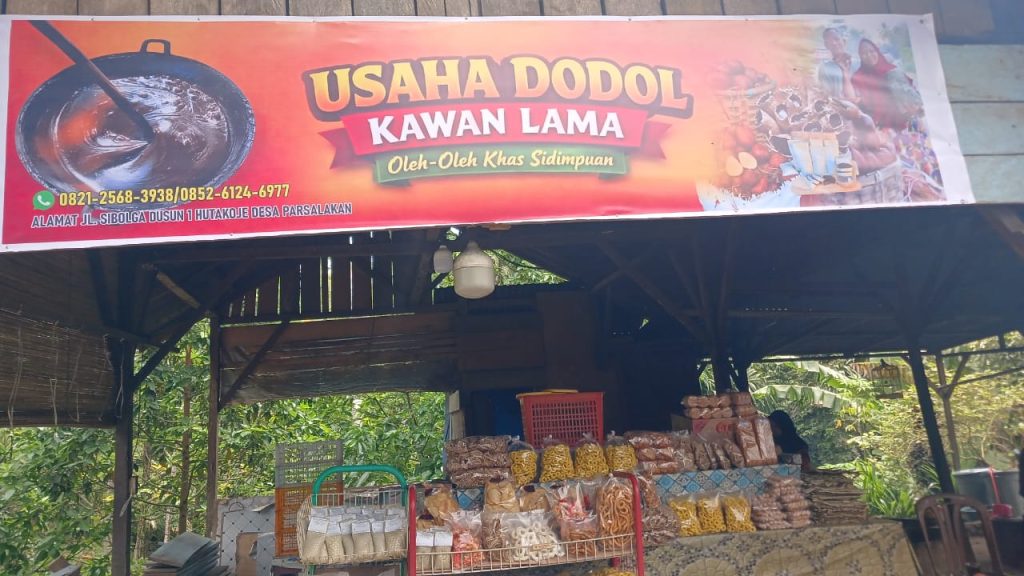 USAHA DODOL
KAWAN LAMA
Oleh-Oleh Khas Sidimpuan
0821-2568-3938/0852-6124-6977
ALAMAT JL. SIBOLGA DUSUN 1 HUTAKOJE DESA PARSALAKAN